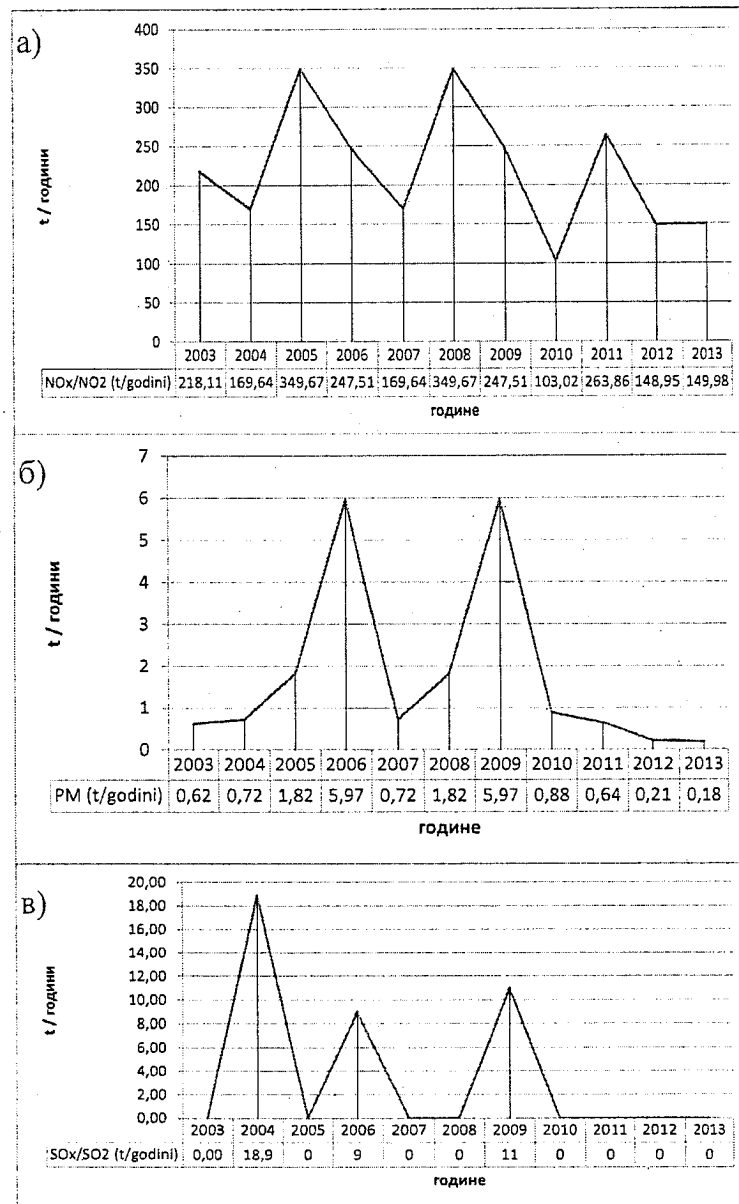 а)
400
350
300
250
200
150
100
50
0
t / години
2003 2004 2005 2006 2007 2008 2009 2010 2011 2012 2013
NOx/NO2 (t/godini) 218,11 169,64 349,67 247,51 169,64 349,67 247,51 103,02 263,86 148,95 149,98
године
б)
7
6
5
4
3
2
1
0
t / години
2003 2004 2005 2006 2007 2008 2009 2010 2011 2012 2013
PM (t/godini) 0,62 0,72 1,82 5,97 0,72 1,82 5,97 0,88 0,64 0,21 0,18
године
в)
20,00
18,00
16,00
14,00
12,00
10,00
8,00
6,00
4,00
2,00
0,00
t / години
2003 2004 2005 2006 2007 2008 2009 2010 2011 2012 2013
SOx/SO2 (t/godini) 0,00 18,9 0 9 0 0 11 0 0 0 0
године